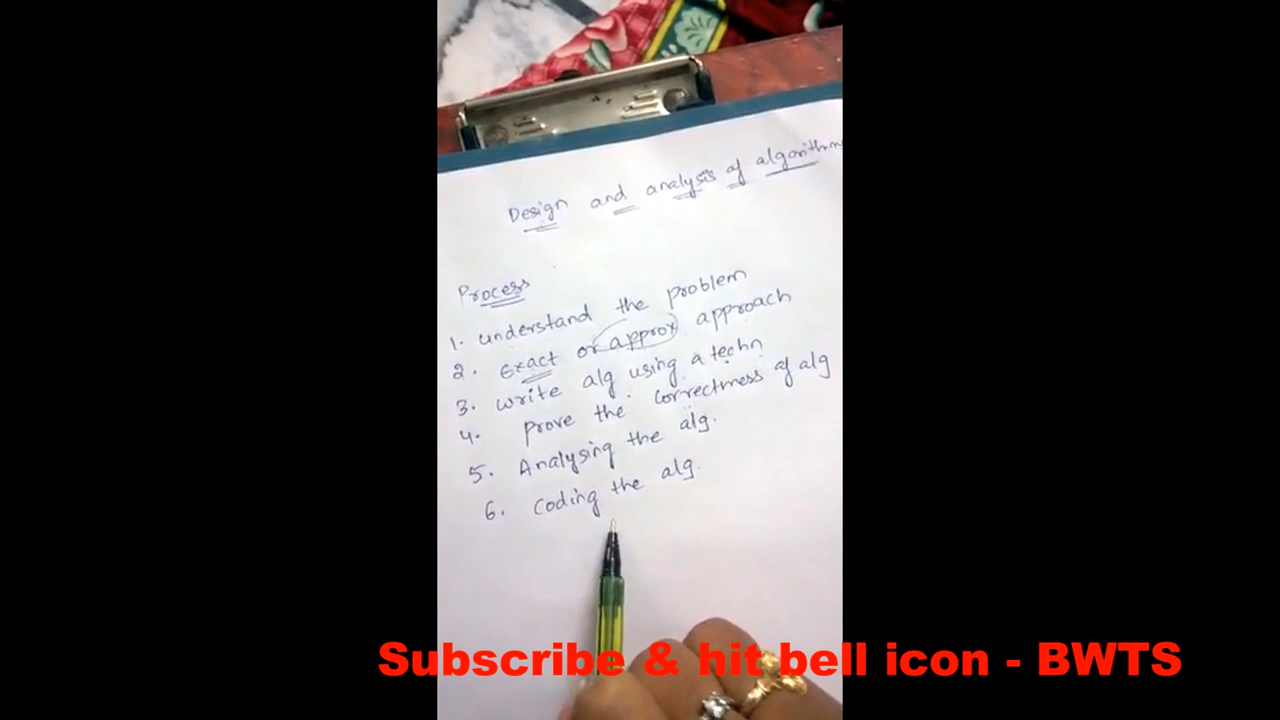 Design and analysis of algorithms
Process
1. understand the problem
2. Exact or approx approach
3. write alg using a techn
4. prove the correctness of alg
5. Analysing the alg.
6. Coding the alg.
Subscribe & hit bell icon - BWTS